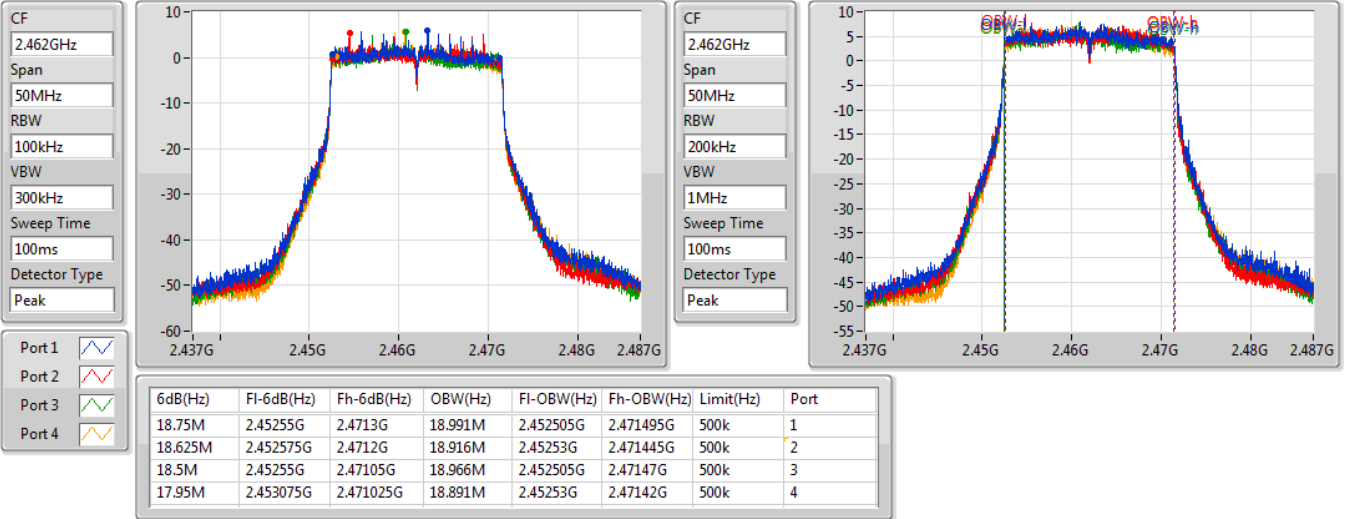 CF
2.462GHz
Span
50MHz
RBW
100kHz
VBW
300kHz
Sweep Time
100ms
Detector Type
Peak
10
0
-10
-20
-30
-40
-50
-60
2.437G 2.45G 2.46G 2.47G 2.48G 2.487G
CF
2.462GHz
Span
50MHz
RBW
200kHz
VBW
1MHz
Sweep Time
100ms
Detector Type
Peak
OBW-l OBW-h
10
5
0
-5
-10
-15
-20
-25
-30
-35
-40
-45
-50
-55
2.437G 2.45G 2.46G 2.47G 2.48G 2.487G
Port 1
Port 2
Port 3
Port 4
6dB(Hz) Fl-6dB(Hz) Fh-6dB(Hz) OBW(Hz) Fl-OBW(Hz) Fh-OBW(Hz) Limit(Hz) Port
18.75M 2.45255G 2.4713G 18.991M 2.452505G 2.471495G 500k 1
18.625M 2.452575G 2.4712G 18.916M 2.45253G 2.471445G 500k 2
18.5M 2.45255G 2.47105G 18.966M 2.452505G 2.47147G 500k 3
17.95M 2.453075G 2.471025G 18.891M 2.45253G 2.47142G 500k 4